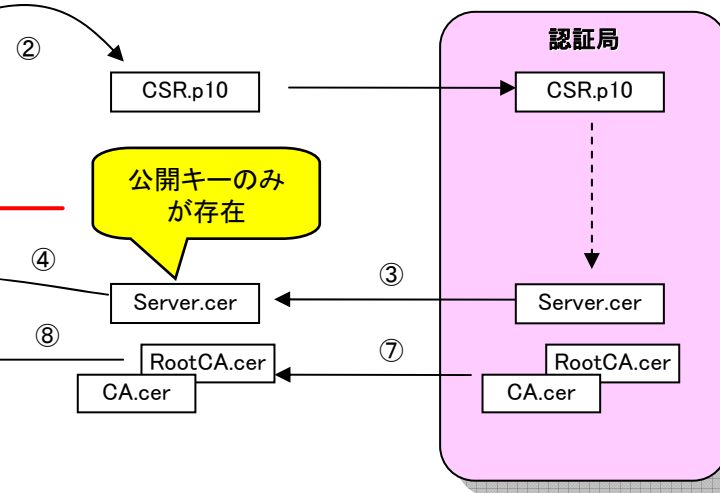 認証局
②
CSR.p10
CSR.p10
公開キーのみ
が存在
④
③
Server.cer
Server.cer
⑧
⑦
RootCA.cer
RootCA.cer
CA.cer
CA.cer